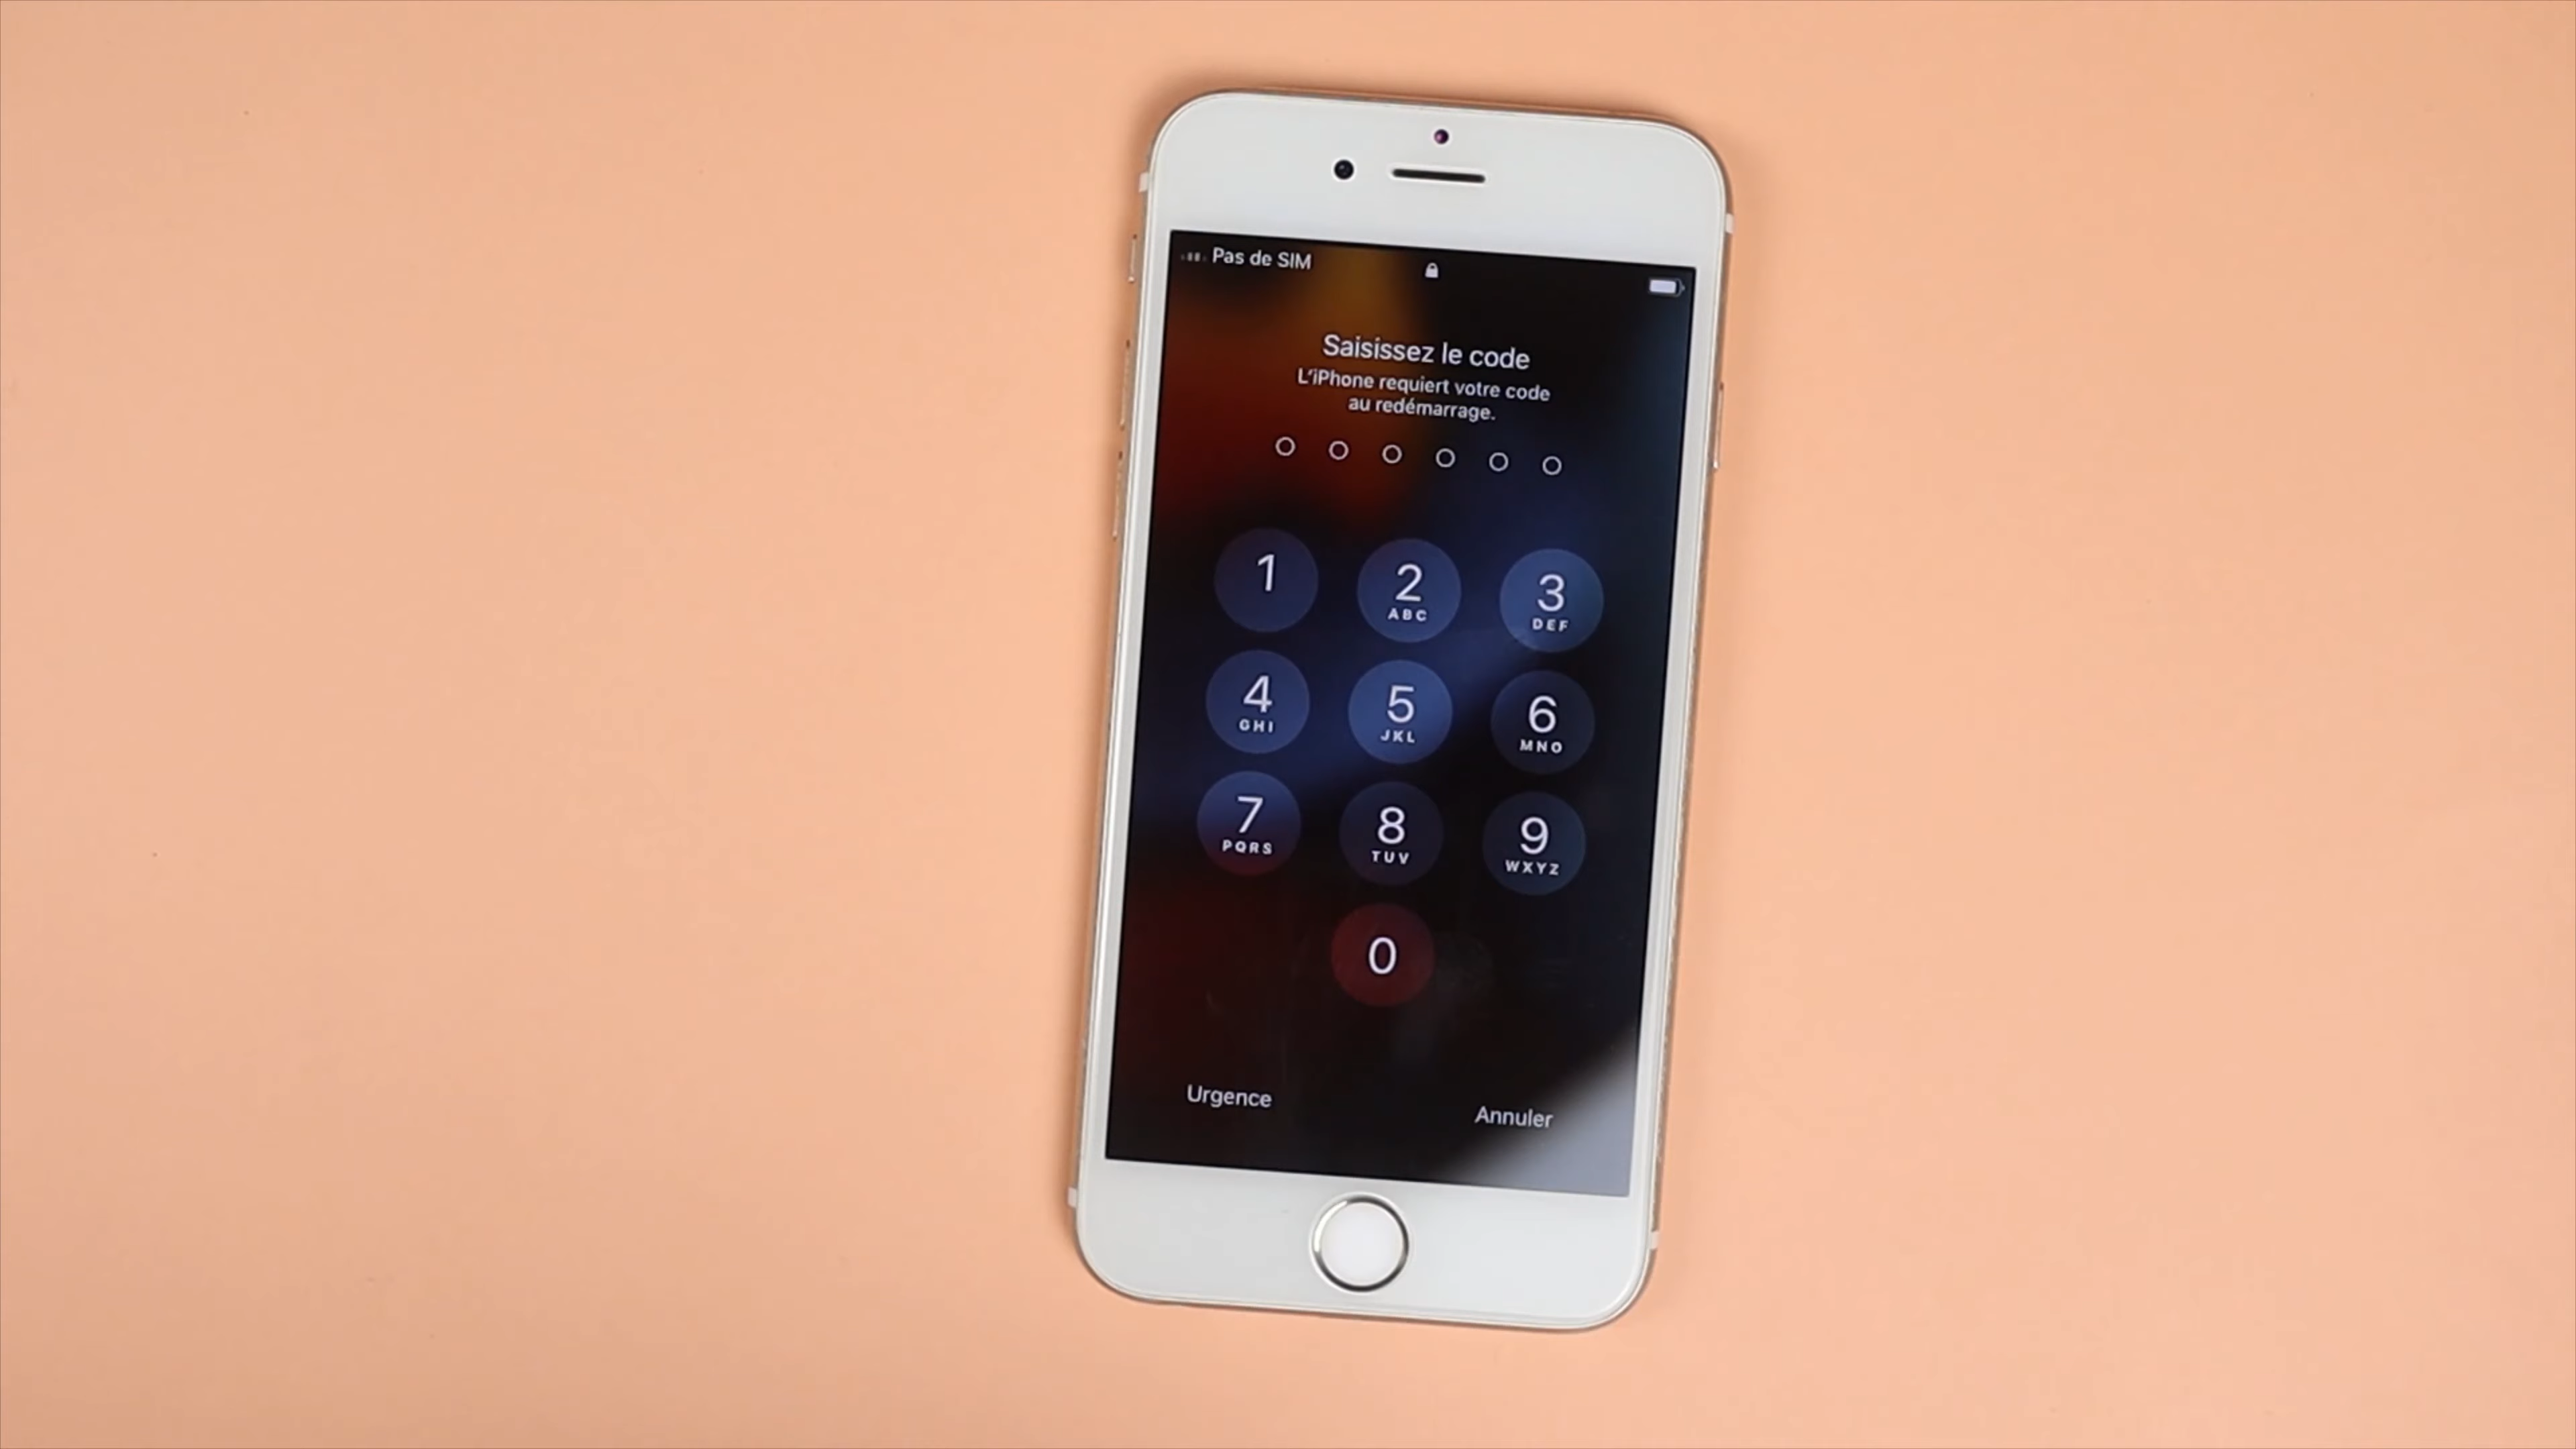 Pas de SIM
Saisissez le code
L'iPhone requiert votre code
au redémarrage.
1 2 3
ABC DEF
4 5 6
GHI JKL MNO
7 8 9
PQRS TUV WXYZ
0
Urgence Annuler